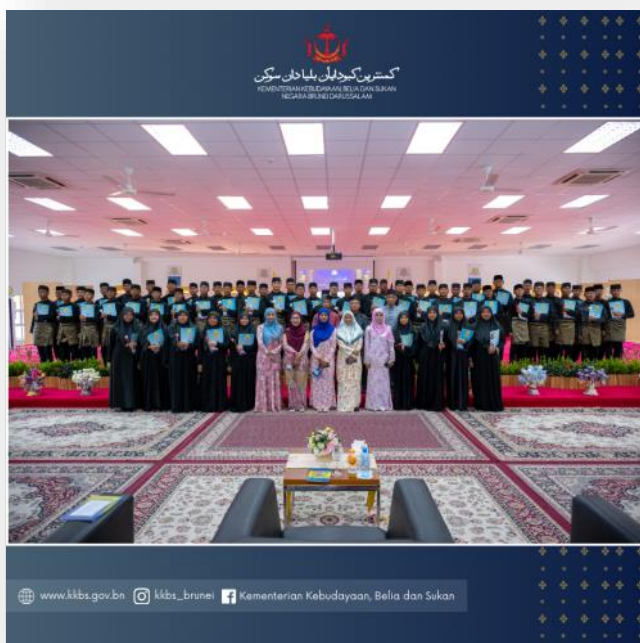 كمنترين كبودايأن، بليا دان سوكن
KEMENTERIAN KEBUDAYAAN, BELIA DAN SUKAN
NEGARA BRUNEI DARUSSALAM
www.kkbs.gov.bn kkbs_brunei Kementerian Kebudayaan, Belia dan Sukan